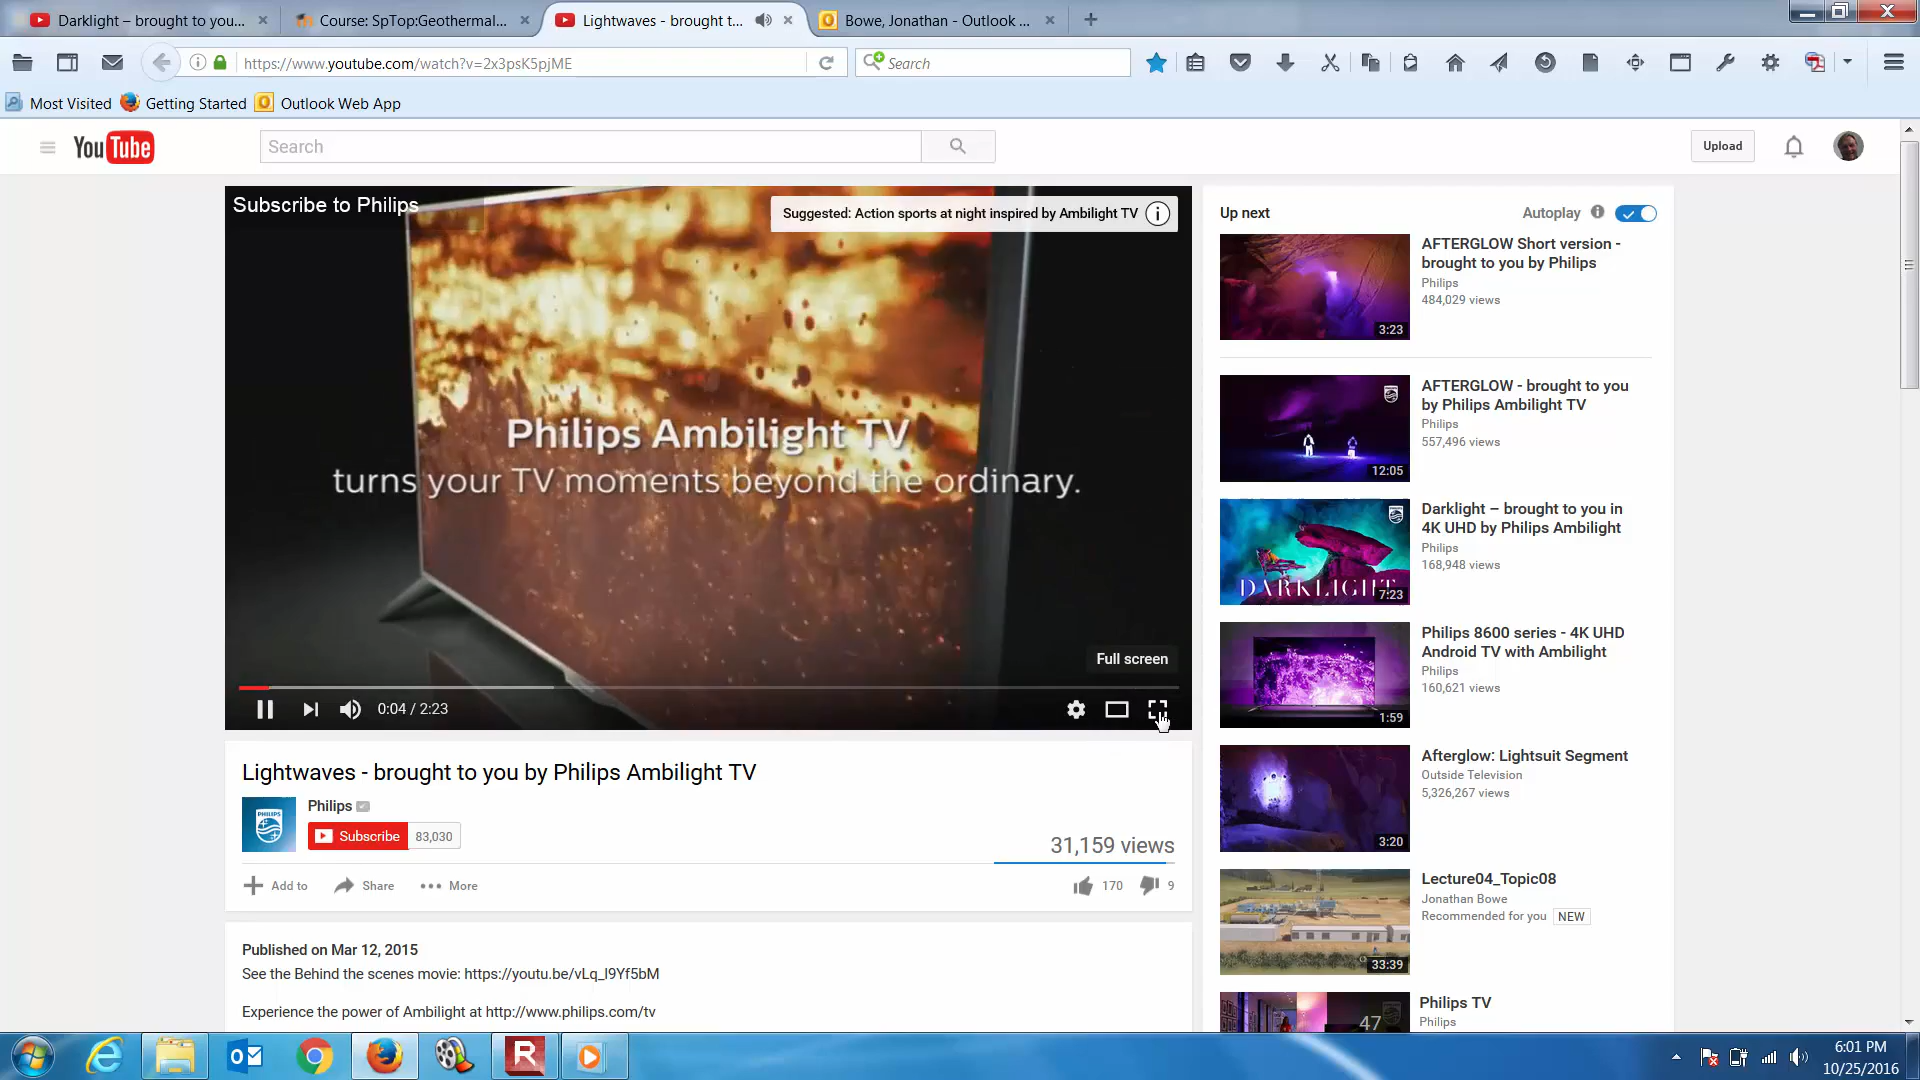 Darklight – brought to you...
Course: SpTop:Geothermal...
Lightwaves - brought t...
Bowe, Jonathan - Outlook ...
https://www.youtube.com/watch?v=2x3psK5pjME
Search
Most Visited
Getting Started
Outlook Web App
YouTube
Search
Upload
Subscribe to Philips
Suggested: Action sports at night inspired by Ambilight TV
Philips Ambilight TV
turns your TV moments beyond the ordinary.
Full screen
0:04 / 2:23
Lightwaves - brought to you by Philips Ambilight TV
PHILIPS
Philips
Subscribe
83,030
31,159 views
Add to
Share
More
170
9
Published on Mar 12, 2015
See the Behind the scenes movie: https://youtu.be/vLq_l9Yf5bM
Experience the power of Ambilight at http://www.philips.com/tv
Up next
Autoplay
AFTERGLOW Short version -
brought to you by Philips
Philips
484,029 views
3:23
AFTERGLOW - brought to you
by Philips Ambilight TV
Philips
557,496 views
12:05
Darklight – brought to you in
4K UHD by Philips Ambilight
Philips
168,948 views
DARKLIGHT
7:23
Philips 8600 series - 4K UHD
Android TV with Ambilight
Philips
160,621 views
1:59
Afterglow: Lightsuit Segment
Outside Television
5,326,267 views
3:20
Lecture04_Topic08
Jonathan Bowe
Recommended for you
NEW
33:39
Philips TV
Philips
47
6:01 PM
10/25/2016